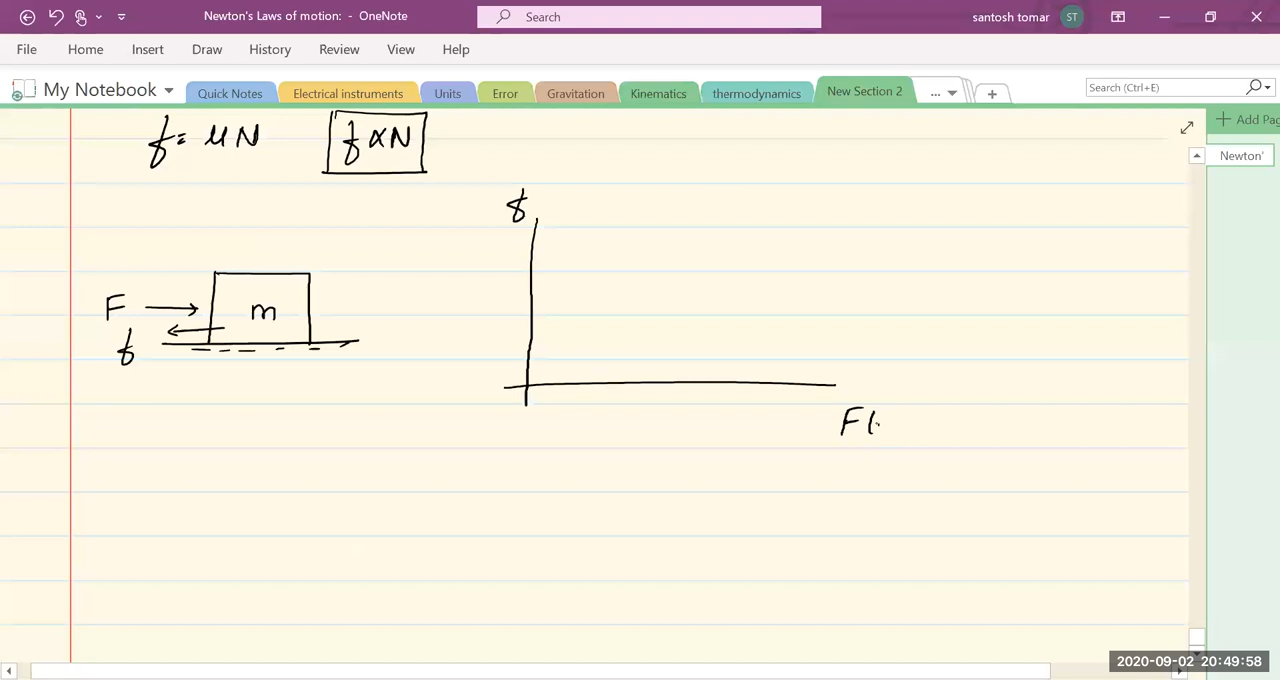 Newton's Laws of motion: - OneNote
Search
santosh tomar
ST
File Home Insert Draw History Review View Help
My Notebook
Quick Notes Electrical instruments Units Error Gravitation Kinematics thermodynamics New Section 2 ...
Search (Ctrl+E)
Add Pag
Newton'
f = μN f ∝ N
f
F m
f
F(
2020-09-02 20:49:58